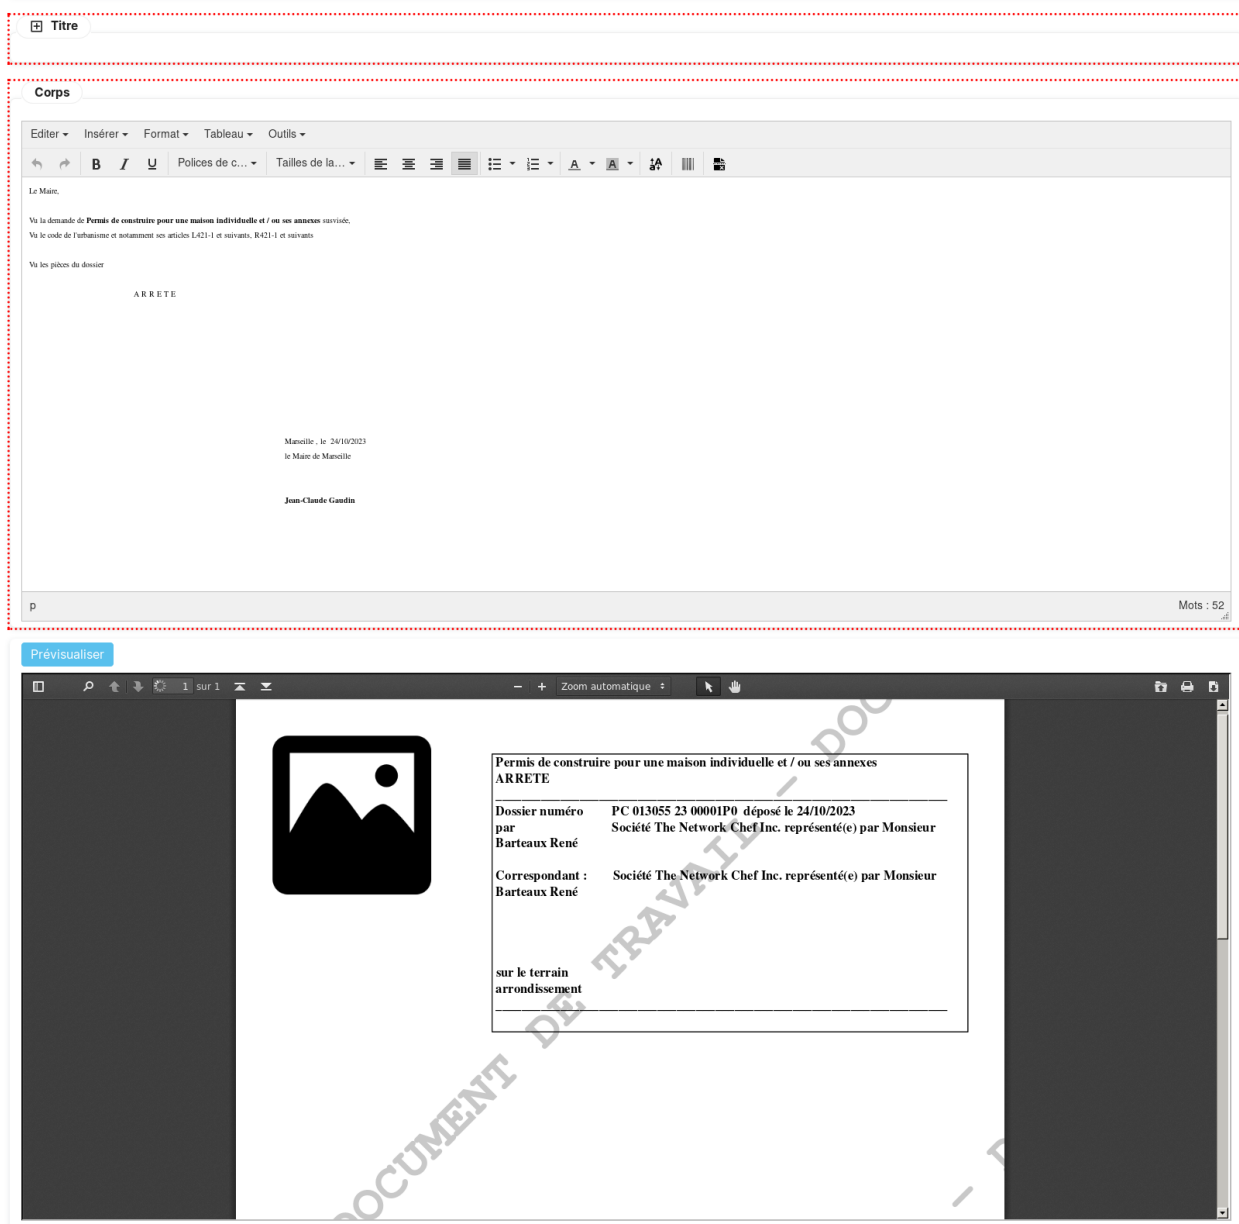 Titre
Corps
Editer Insérer Format Tableau Outils
B I U Polices de c... Tailles de la... A A
Le Maire,
Vu la demande de Permis de construire pour une maison individuelle et / ou ses annexes susvisée,
Vu le code de l'urbanisme et notamment ses articles L421-1 et suivants, R421-1 et suivants
Vu les pièces du dossier
A R R E T E
Marseille , le 24/10/2023
le Maire de Marseille
Jean-Claude Gaudin
p Mots : 52
Prévisualiser
1 sur 1 − + Zoom automatique
Permis de construire pour une maison individuelle et / ou ses annexes
ARRETE
Dossier numéro PC 013055 23 00001P0 déposé le 24/10/2023
par Société The Network Chef Inc. représenté(e) par Monsieur
Barteaux René
Correspondant : Société The Network Chef Inc. représenté(e) par Monsieur
Barteaux René
sur le terrain
arrondissement
DOCUMENT DE TRAVAIL – DOC
– D